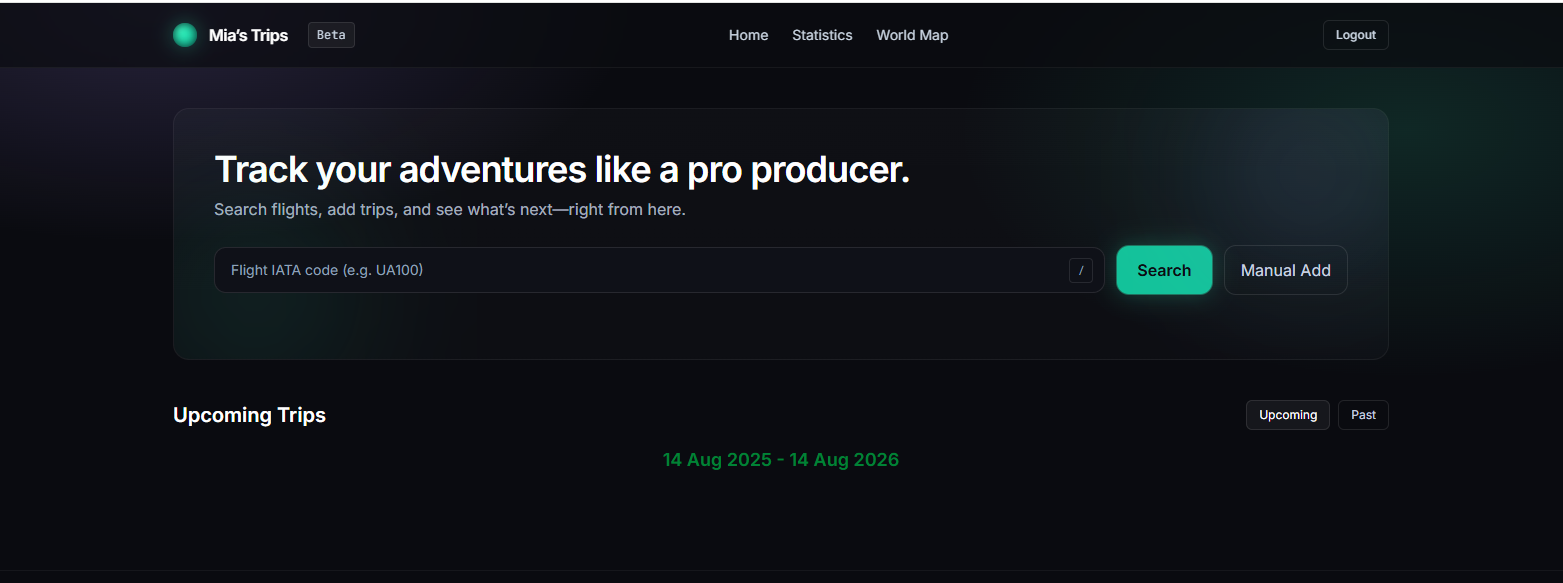 Mia's Trips Beta Home Statistics World Map Logout
Track your adventures like a pro producer.
Search flights, add trips, and see what's next—right from here.
Flight IATA code (e.g. UA100) / Search Manual Add
Upcoming Trips Upcoming Past
14 Aug 2025 - 14 Aug 2026